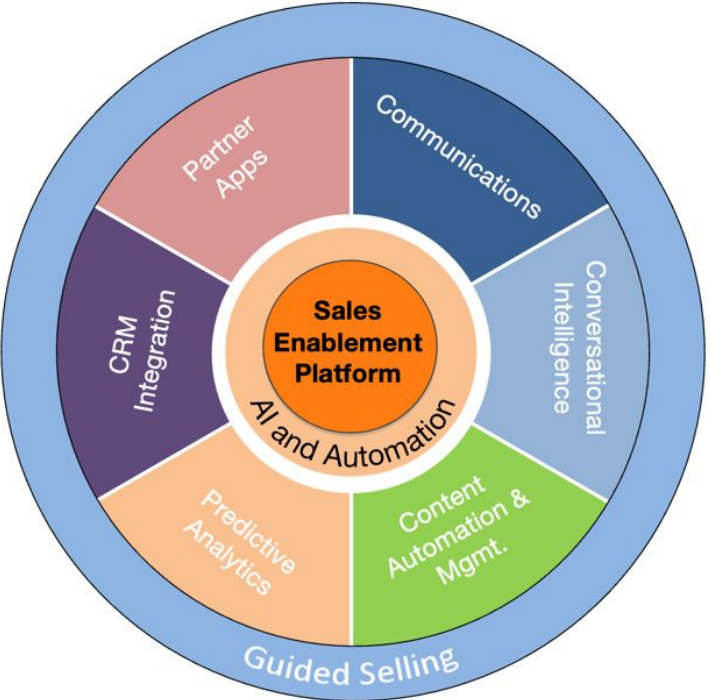 Partner
Apps
Communications
CRM
Integration
Sales
Enablement
Platform
AI and Automation
Conversational
Intelligence
Predictive
Analytics
Content
Automation &
Mgmt.
Guided Selling